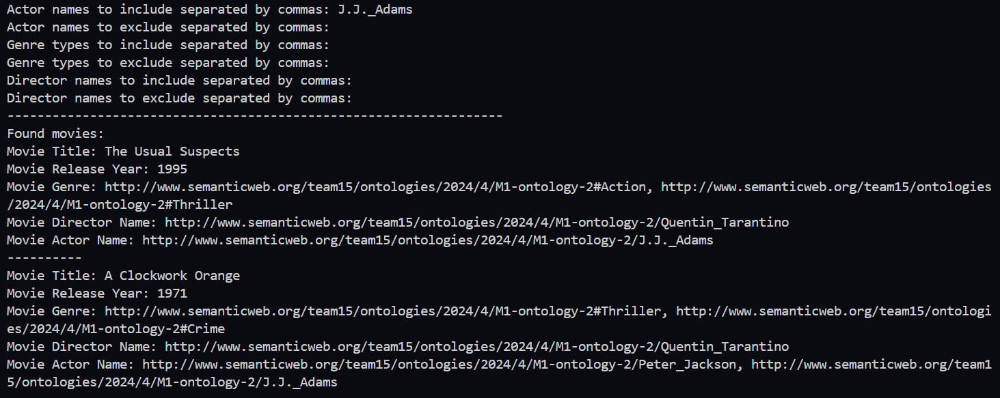 Actor names to include separated by commas: J.J._Adams
Actor names to exclude separated by commas:
Genre types to include separated by commas:
Genre types to exclude separated by commas:
Director names to include separated by commas:
Director names to exclude separated by commas:
------------------------------------------------------------------
Found movies:
Movie Title: The Usual Suspects
Movie Release Year: 1995
Movie Genre: http://www.semanticweb.org/team15/ontologies/2024/4/M1-ontology-2#Action, http://www.semanticweb.org/team15/ontologies
/2024/4/M1-ontology-2#Thriller
Movie Director Name: http://www.semanticweb.org/team15/ontologies/2024/4/M1-ontology-2/Quentin_Tarantino
Movie Actor Name: http://www.semanticweb.org/team15/ontologies/2024/4/M1-ontology-2/J.J._Adams
----------
Movie Title: A Clockwork Orange
Movie Release Year: 1971
Movie Genre: http://www.semanticweb.org/team15/ontologies/2024/4/M1-ontology-2#Thriller, http://www.semanticweb.org/team15/ontologi
es/2024/4/M1-ontology-2#Crime
Movie Director Name: http://www.semanticweb.org/team15/ontologies/2024/4/M1-ontology-2/Quentin_Tarantino
Movie Actor Name: http://www.semanticweb.org/team15/ontologies/2024/4/M1-ontology-2/Peter_Jackson, http://www.semanticweb.org/team1
5/ontologies/2024/4/M1-ontology-2/J.J._Adams